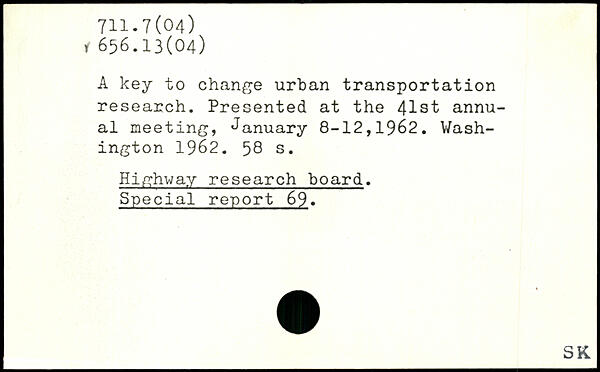 711.7(04)
v 656.13(04)
A key to change urban transportation
research. Presented at the 41st annu-
al meeting, January 8-12,1962. Wash-
ington 1962. 58 s.
Highway research board.
Special report 69.
SK